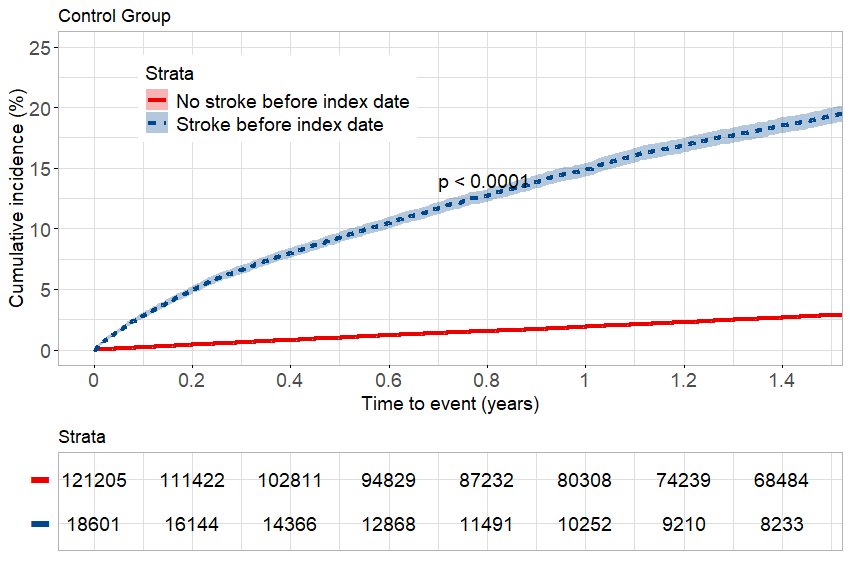 Control Group
Cumulative incidence (%)
25
20
15
10
5
0
Strata
No stroke before index date
Stroke before index date
p < 0.0001
0 0.2 0.4 0.6 0.8 1 1.2 1.4
Time to event (years)
Strata
121205 111422 102811 94829 87232 80308 74239 68484
18601 16144 14366 12868 11491 10252 9210 8233